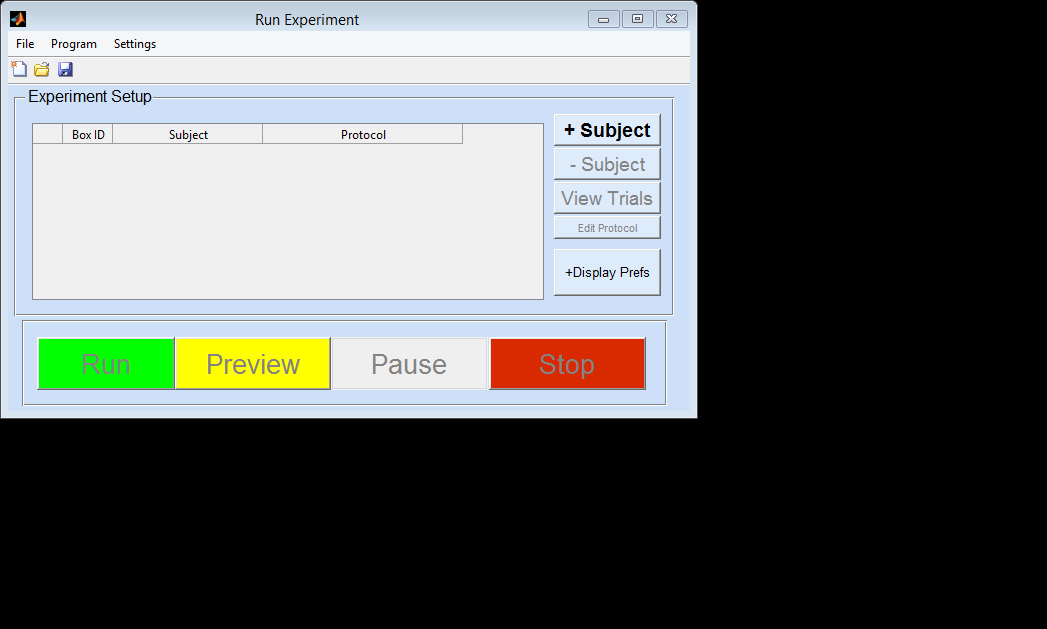 Run Experiment
File Program Settings
Experiment Setup
Box ID Subject Protocol
+ Subject
- Subject
View Trials
Edit Protocol
+Display Prefs
Run Preview Pause Stop